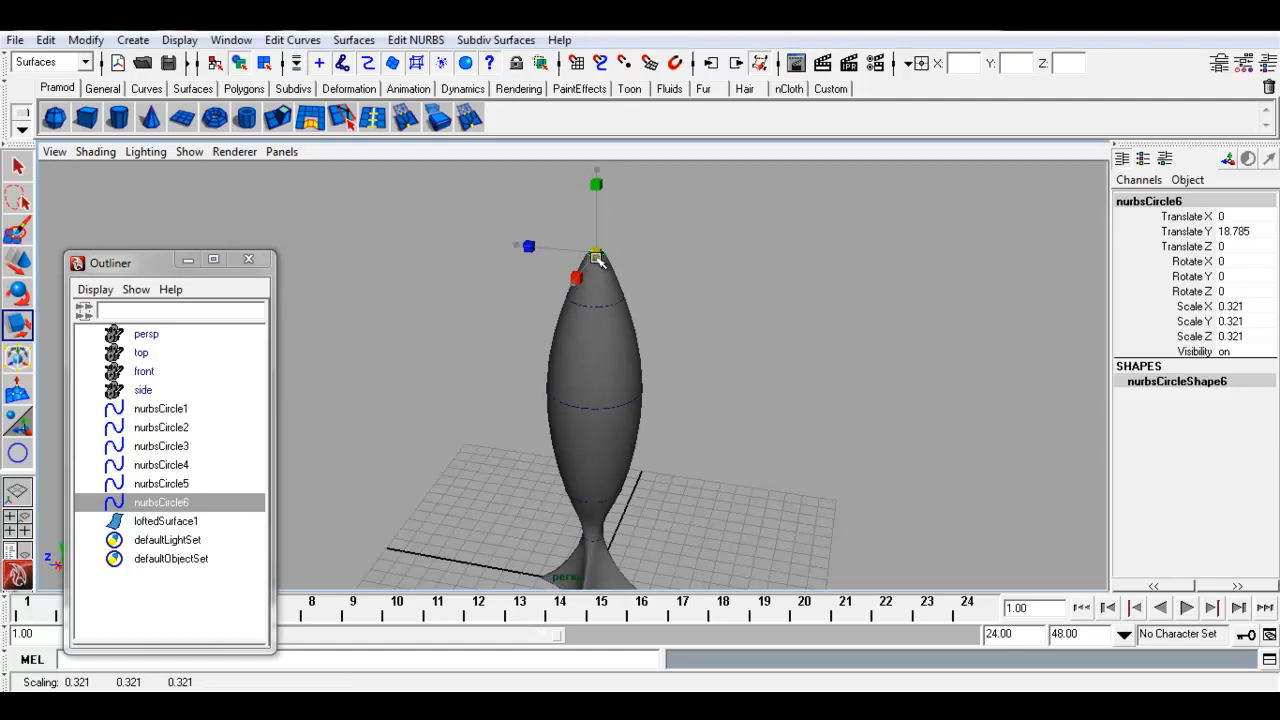 File Edit Modify Create Display Window Edit Curves Surfaces Edit NURBS Subdiv Surfaces Help
Surfaces X: Y: Z:
Pramod General Curves Surfaces Polygons Subdivs Deformation Animation Dynamics Rendering PaintEffects Toon Fluids Fur Hair nCloth Custom
View Shading Lighting Show Renderer Panels
Channels Object
nurbsCircle6
Translate X 0
Translate Y 18.785
Translate Z 0
Rotate X 0
Rotate Y 0
Rotate Z 0
Scale X 0.321
Scale Y 0.321
Scale Z 0.321
Visibility on
SHAPES
nurbsCircleShape6
Outliner
Display Show Help
persp
top
front
side
nurbsCircle1
nurbsCircle2
nurbsCircle3
nurbsCircle4
nurbsCircle5
nurbsCircle6
loftedSurface1
defaultLightSet
defaultObjectSet
z
persp
1 8 9 10 11 12 13 14 15 16 17 18 19 20 21 22 23 24 1.00
1.00 24.00 48.00 No Character Set
MEL
Scaling: 0.321 0.321 0.321